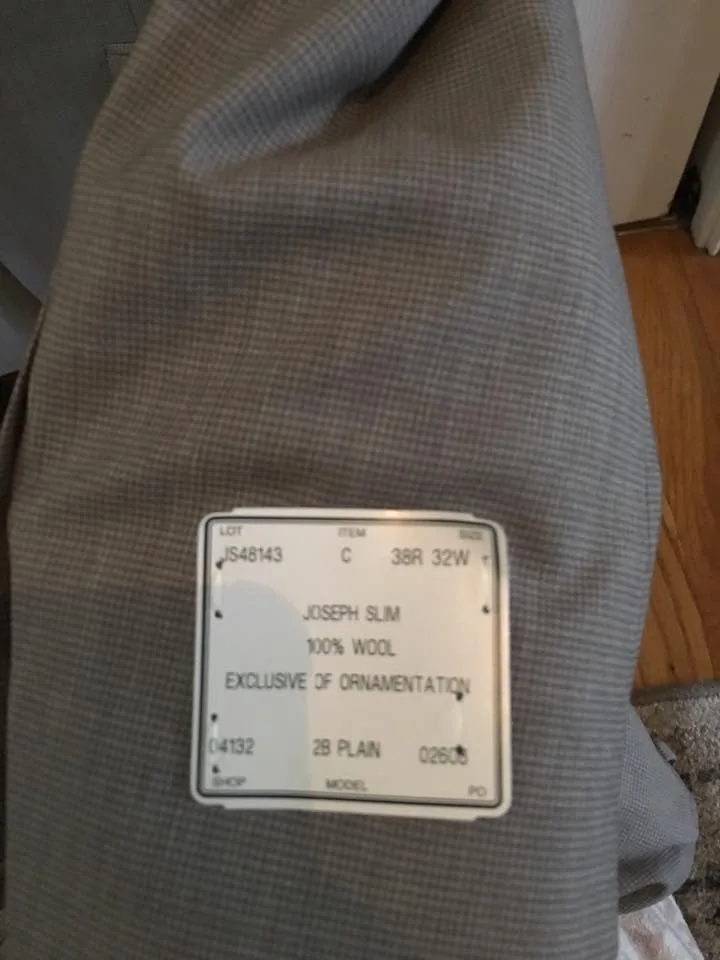 LOT ITEM SIZE
JS48143 C 38R 32W
JOSEPH SLIM
100% WOOL
EXCLUSIVE OF ORNAMENTATION
04132 2B PLAIN 02608
SHOP MODEL PO